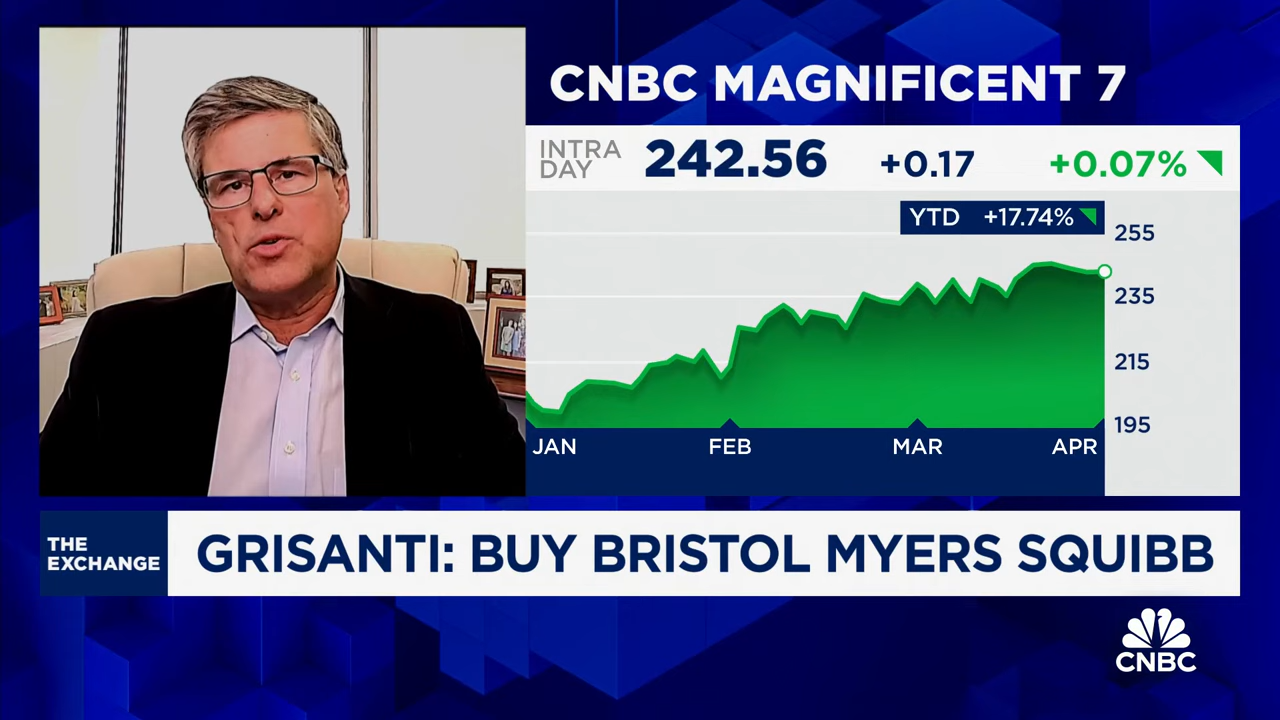 CNBC MAGNIFICENT 7
INTRA
DAY
242.56 +0.17 +0.07%
YTD +17.74%
255
235
215
195
JAN FEB MAR APR
THE
EXCHANGE
GRISANTI: BUY BRISTOL MYERS SQUIBB
CNBC